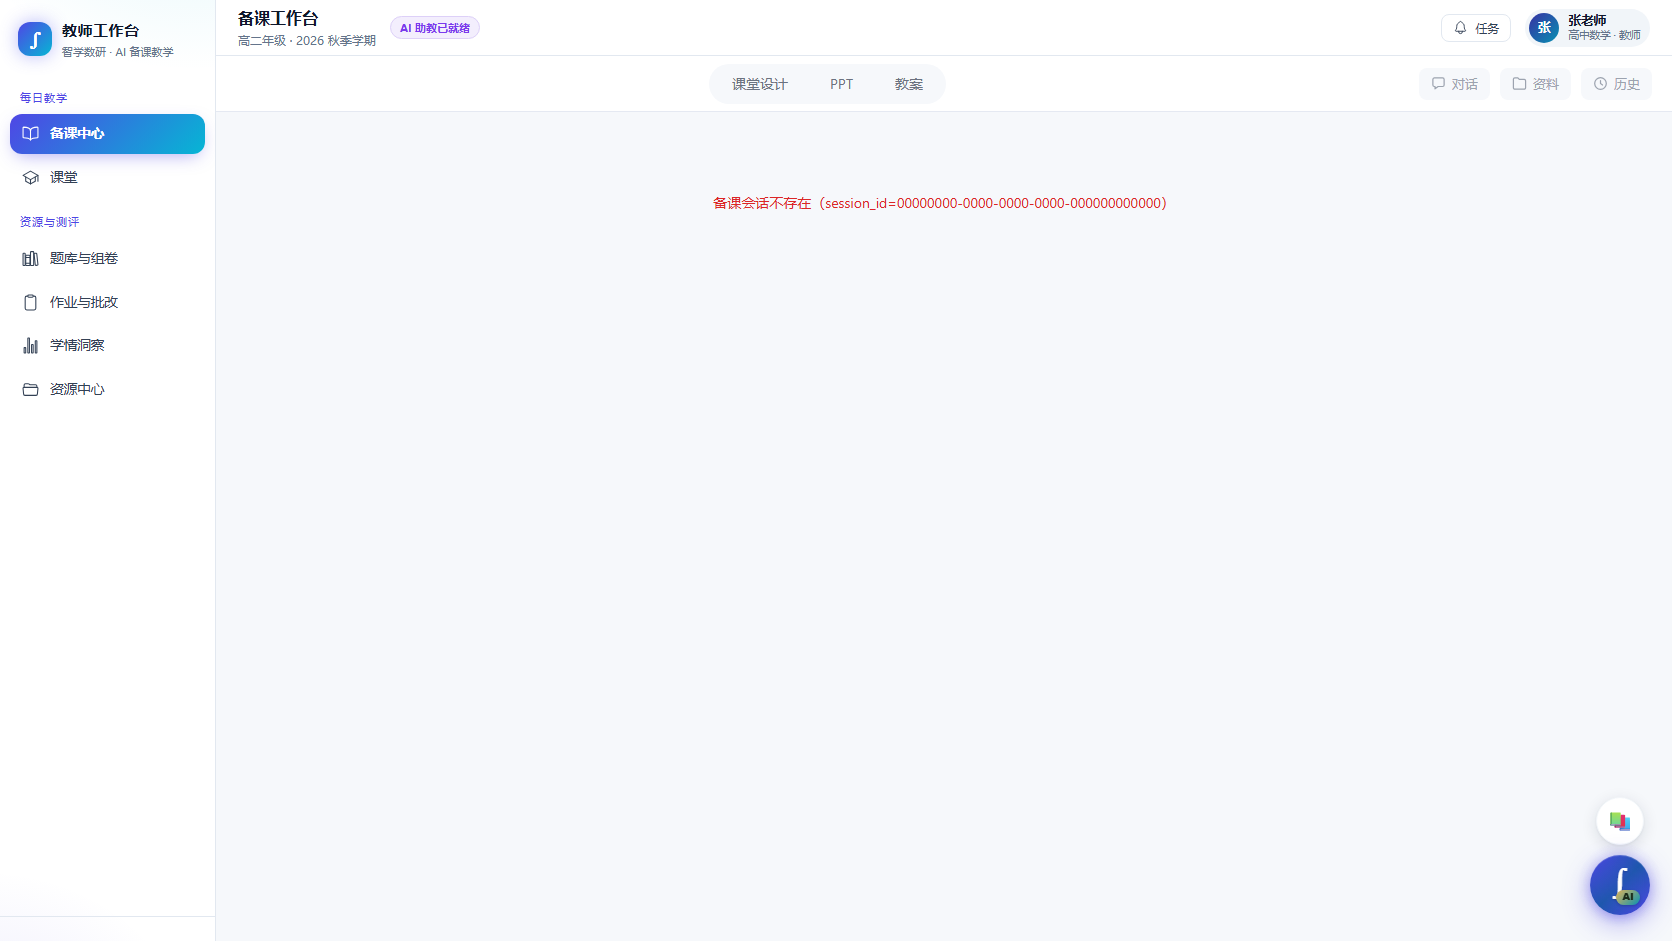 教师工作台
智学数研 · AI 备课教学
每日教学
备课中心
课堂
资源与测评
题库与组卷
作业与批改
学情洞察
资源中心
备课工作台
高二年级 · 2026 秋季学期
AI 助教已就绪
任务
张
张老师
高中数学 · 教师
课堂设计
PPT
教案
对话
资料
历史
备课会话不存在（session_id=00000000-0000-0000-0000-000000000000）
AI